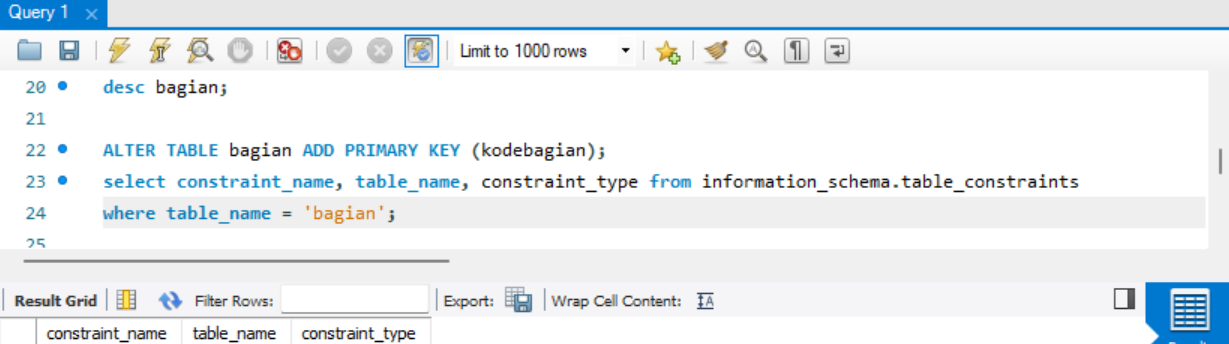 Query 1
Limit to 1000 rows
20 desc bagian;
21
22 ALTER TABLE bagian ADD PRIMARY KEY (kodebagian);
23 select constraint_name, table_name, constraint_type from information_schema.table_constraints
24 where table_name = 'bagian';
25
Result Grid Filter Rows: Export: Wrap Cell Content:
constraint_name table_name constraint_type